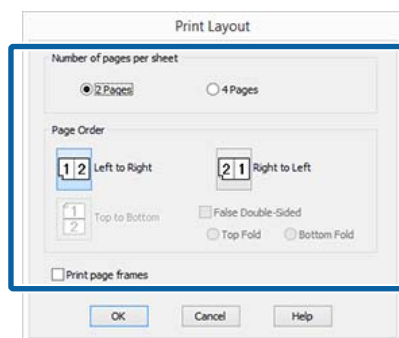 Print Layout
Number of pages per sheet
2 Pages 4 Pages
Page Order
1 2 Left to Right 2 1 Right to Left
1 2 Top to Bottom False Double-Sided
Top Fold Bottom Fold
Print page frames
OK Cancel Help